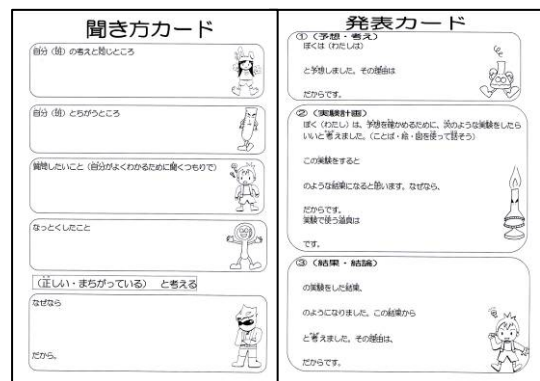 聞き方カード
自分（班）の考えと同じところ
自分（班）とちがうところ
質問したいこと（自分がよくわかるために聞くつもりで）
なっとくしたこと
（正しい・まちがっている）　と考える
なぜなら
だから、
発表カード
①（予想・考え）
ぼくは（わたしは）
と予想しました。その理由は
だからです。
②（実験計画）
ぼく（わたし）は、予想を確かめるために、次のような実験をしたら
いいと考えました。（ことば・絵・図を使って話そう）
この実験をすると
のような結果になると思います。なぜなら、
だからです。
実験で使う道具は
です。
③（結果・結論）
の実験をした結果、
のようになりました。この結果から
と考えました。その理由は、
だからです。